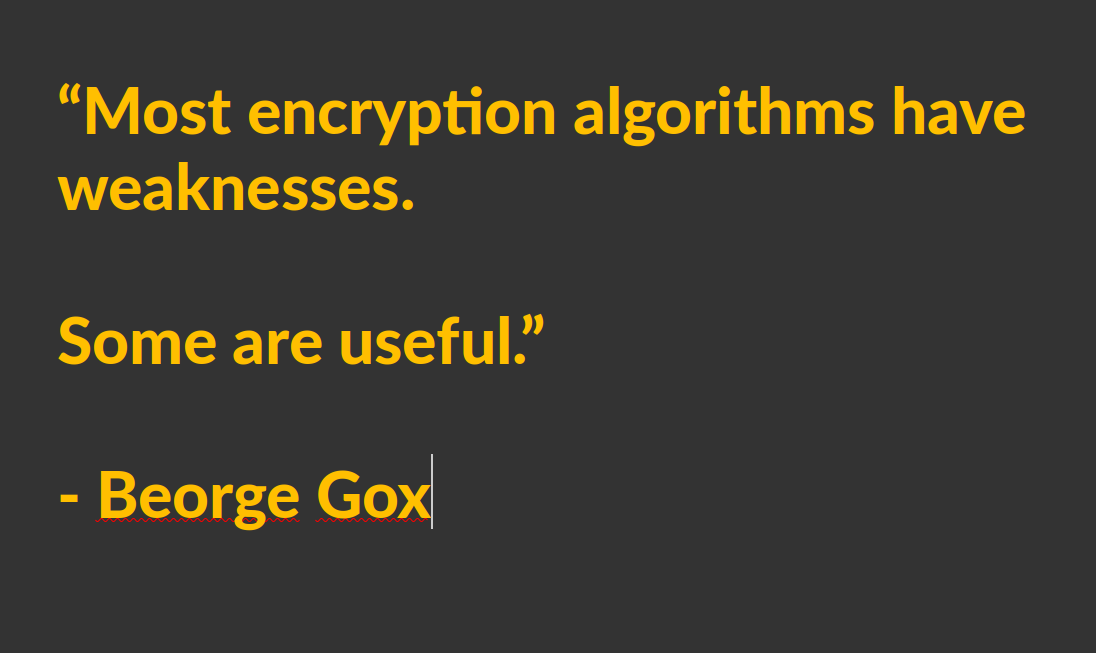 “Most encryption algorithms have
weaknesses.
Some are useful.”
- Beorge Gox